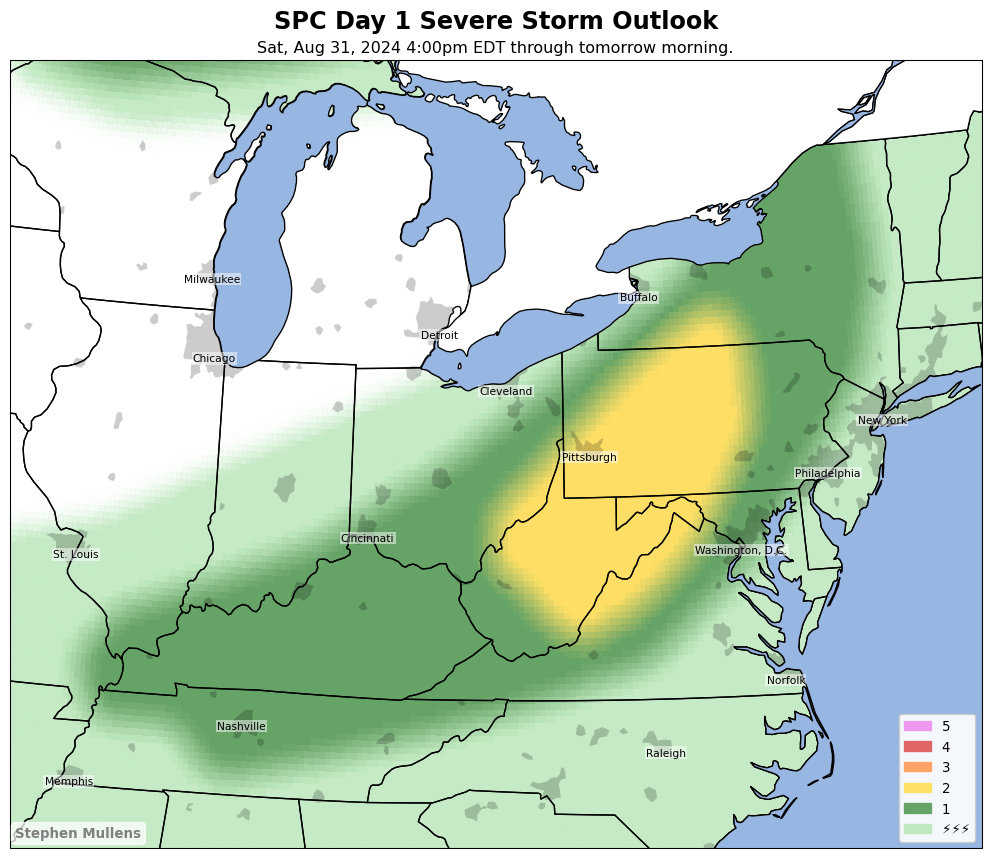 SPC Day 1 Severe Storm Outlook
Sat, Aug 31, 2024 4:00pm EDT through tomorrow morning.
Milwaukee
Buffalo
Detroit
Chicago
Cleveland
New York
Pittsburgh
Philadelphia
Cincinnati
Washington, D.C.
St. Louis
Norfolk
Nashville
Raleigh
Memphis
5
4
3
2
1
⚡⚡⚡
Stephen Mullens